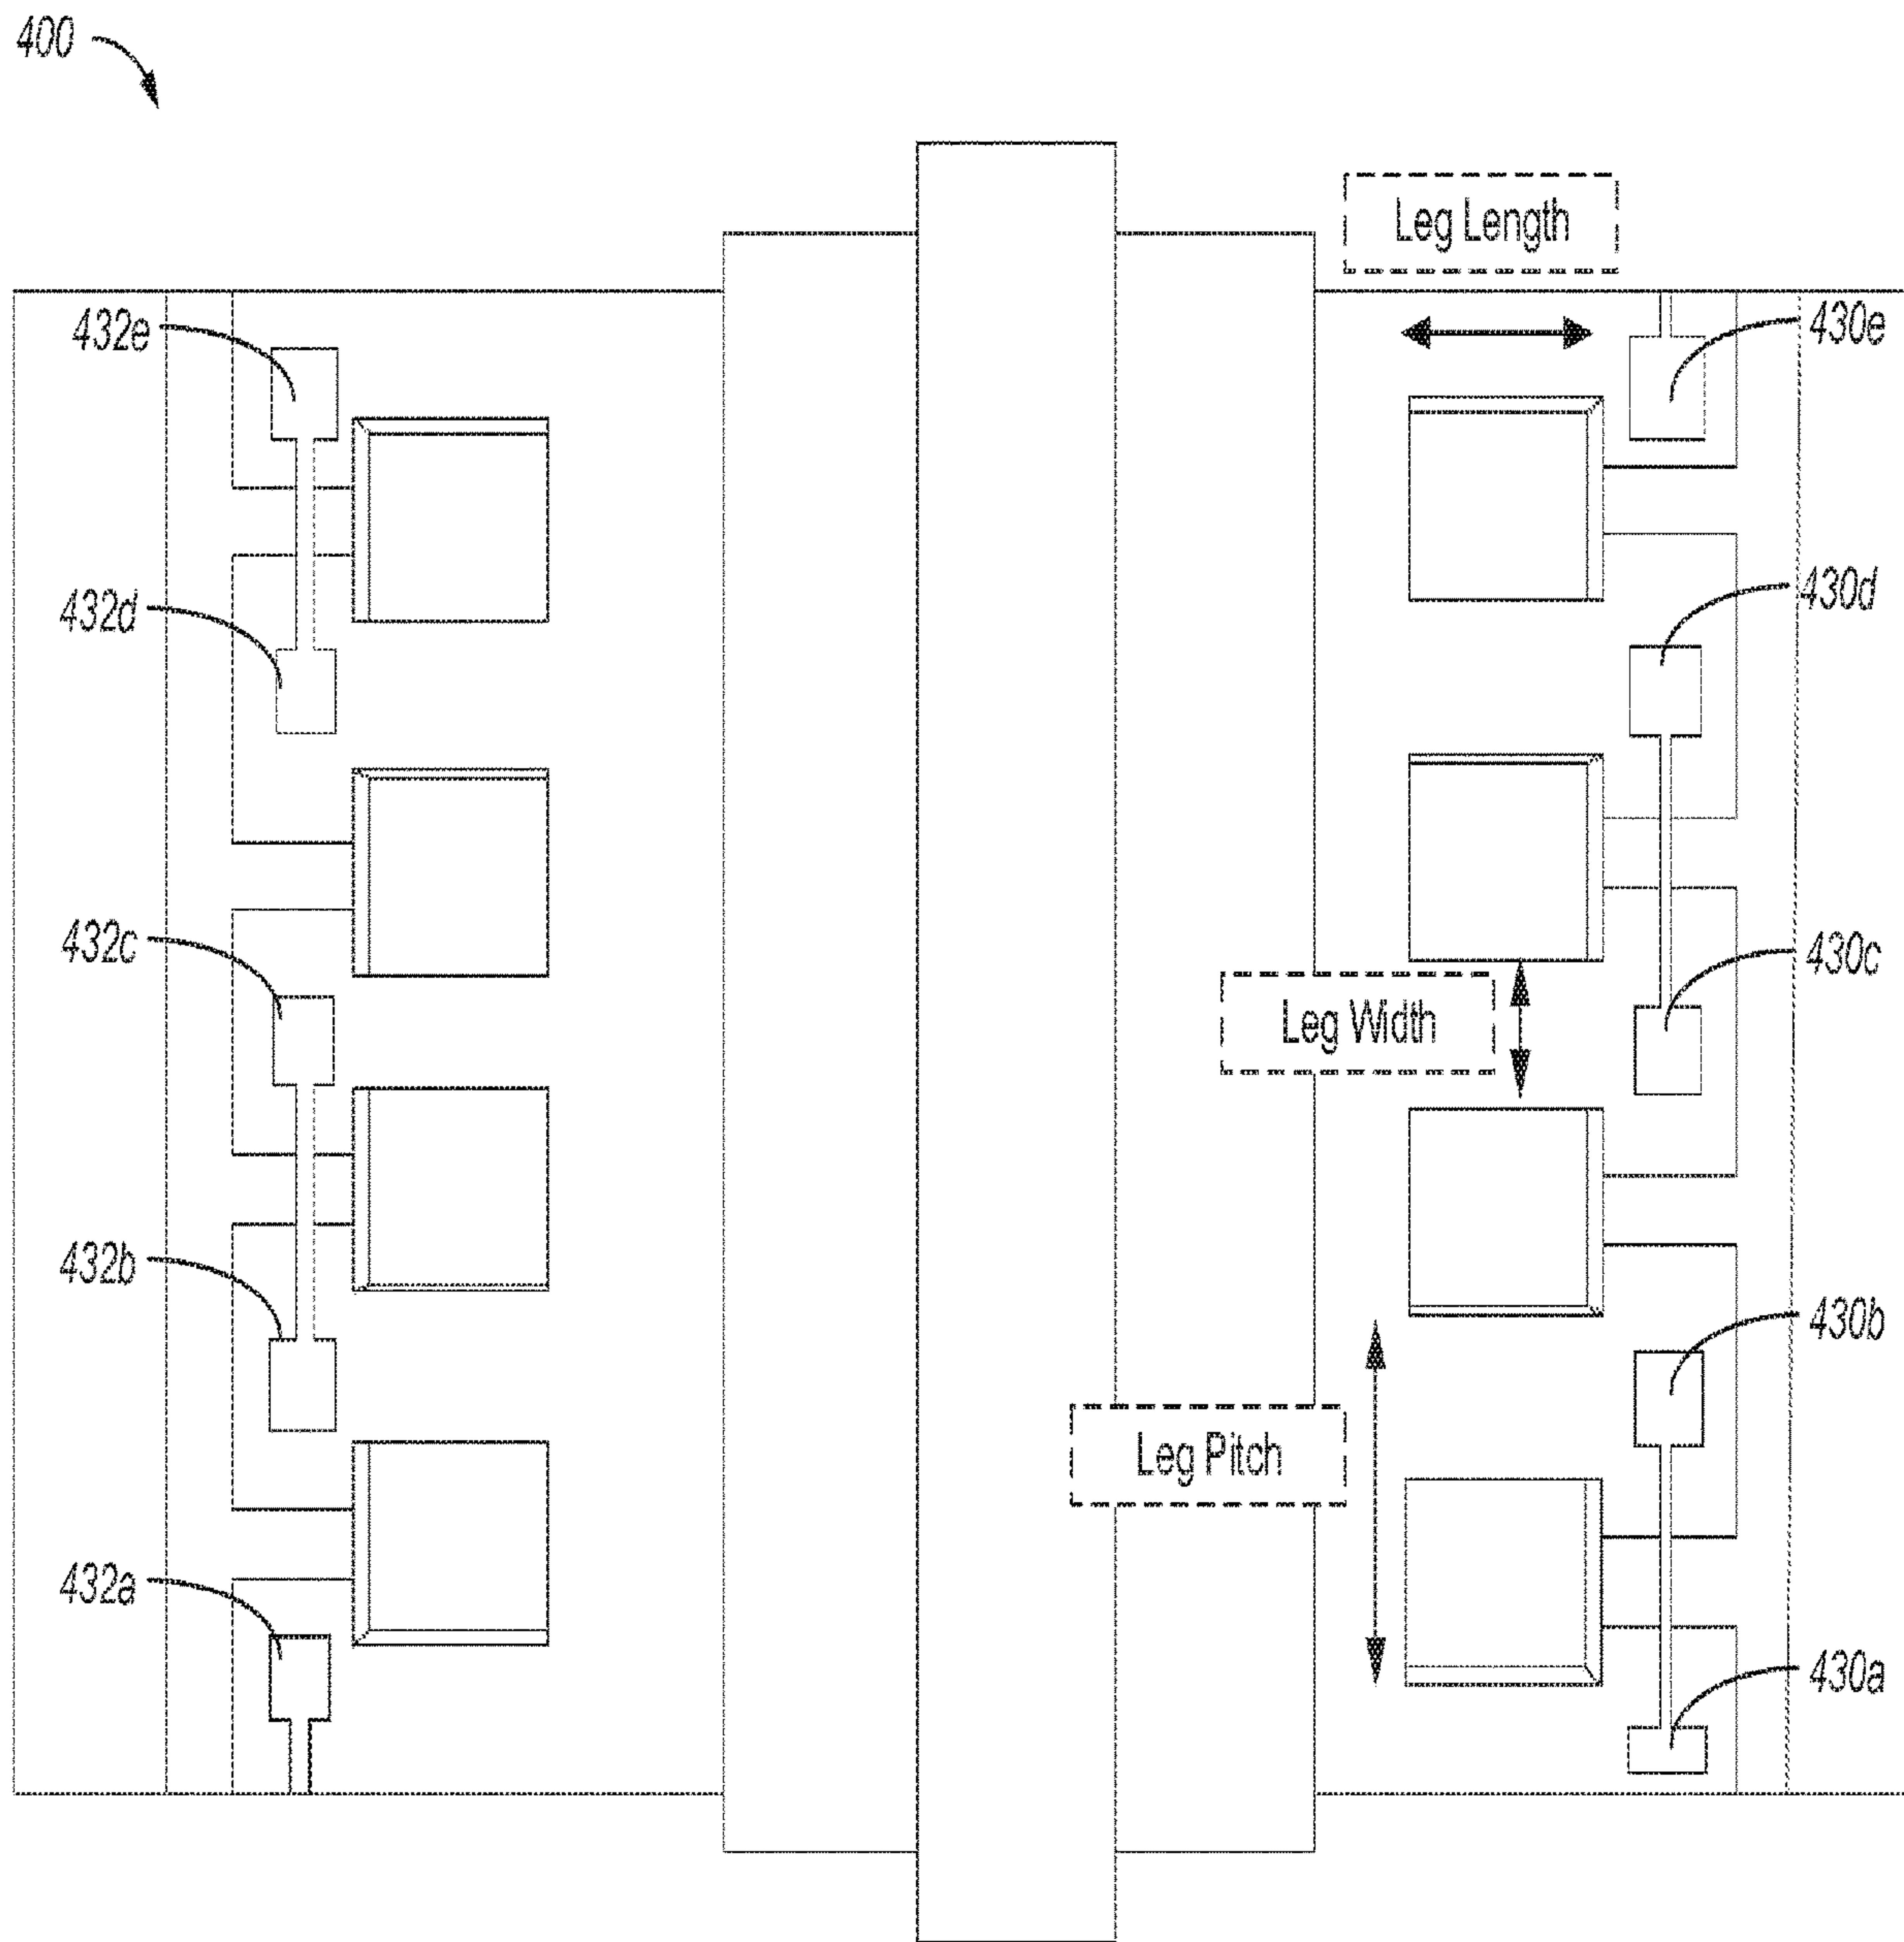 400
Leg Length
432e
430e
432d
430d
432c
430c
Leg Width
432b
430b
Leg Pitch
432a
430a